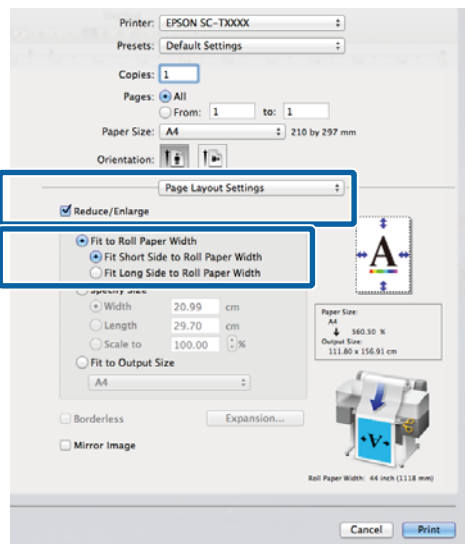 Printer: EPSON SC-TXXXX
Presets: Default Settings
Copies: 1
Pages: All
From: 1 to: 1
Paper Size: A4 210 by 297 mm
Orientation:
Page Layout Settings
Reduce/Enlarge
Fit to Roll Paper Width
Fit Short Side to Roll Paper Width
Fit Long Side to Roll Paper Width
Specify Size
Width 20.99 cm
Length 29.70 cm
Scale to 100.00 %
Fit to Output Size
A4
Borderless Expansion...
Mirror Image
A
Paper Size:
A4
560.50 %
Output Size:
111.80 x 156.91 cm
A
Roll Paper Width: 44 inch (1118 mm)
Cancel Print